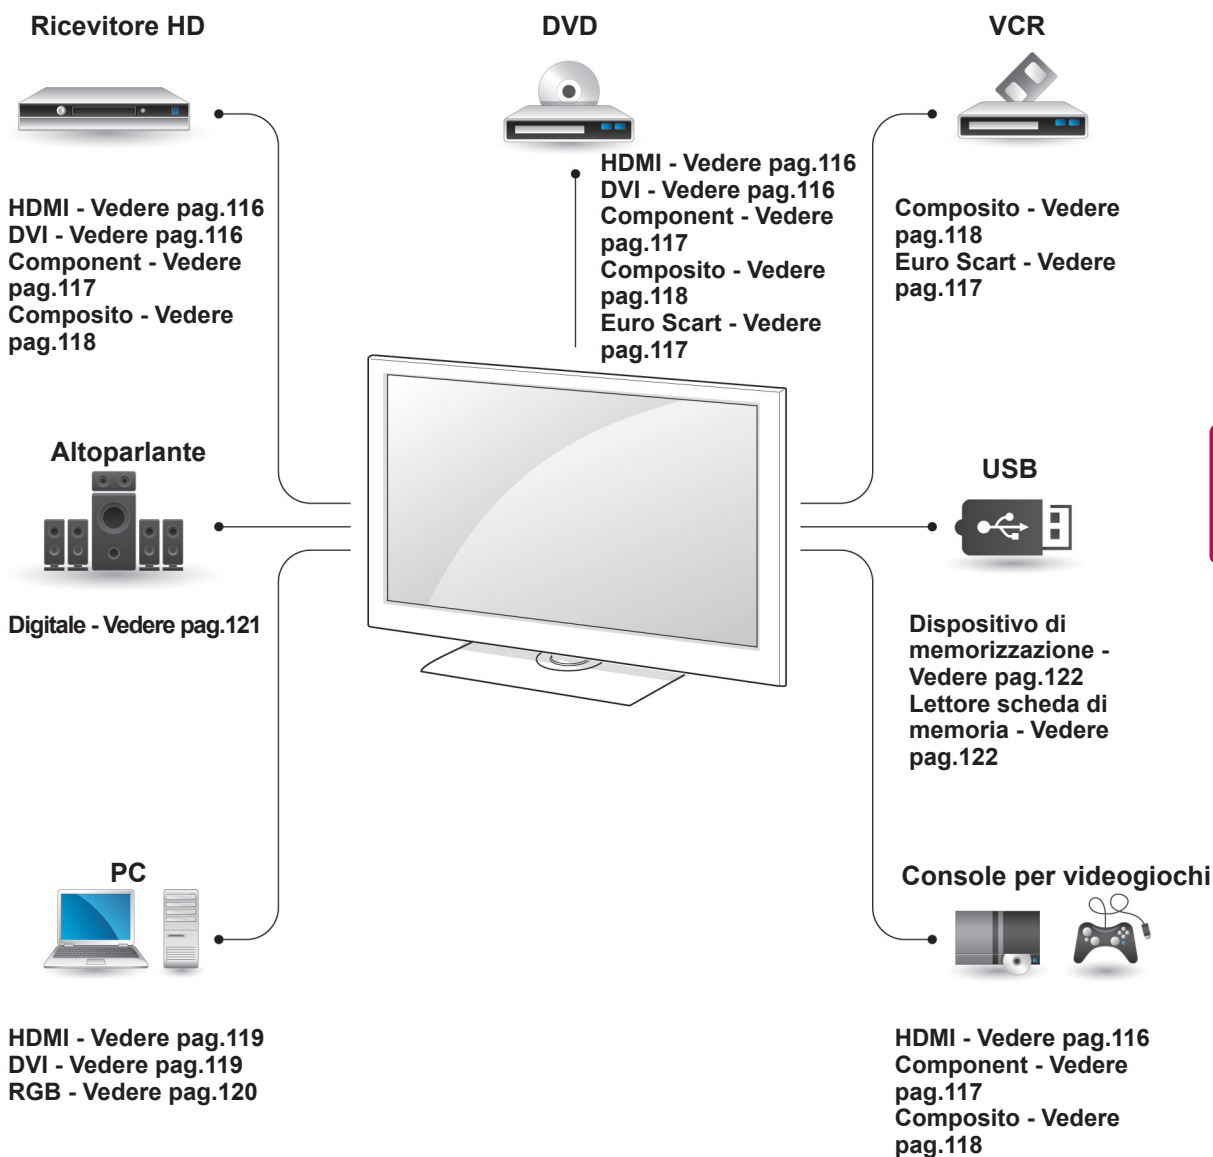 Ricevitore HD
HDMI - Vedere pag.116
DVI - Vedere pag.116
Component - Vedere
pag.117
Composito - Vedere
pag.118
DVD
HDMI - Vedere pag.116
DVI - Vedere pag.116
Component - Vedere
pag.117
Composito - Vedere
pag.118
Euro Scart - Vedere
pag.117
VCR
Composito - Vedere
pag.118
Euro Scart - Vedere
pag.117
Altoparlante
Digitale - Vedere pag.121
USB
Dispositivo di
memorizzazione -
Vedere pag.122
Lettore scheda di
memoria - Vedere
pag.122
PC
HDMI - Vedere pag.119
DVI - Vedere pag.119
RGB - Vedere pag.120
Console per videogiochi
HDMI - Vedere pag.116
Component - Vedere
pag.117
Composito - Vedere
pag.118